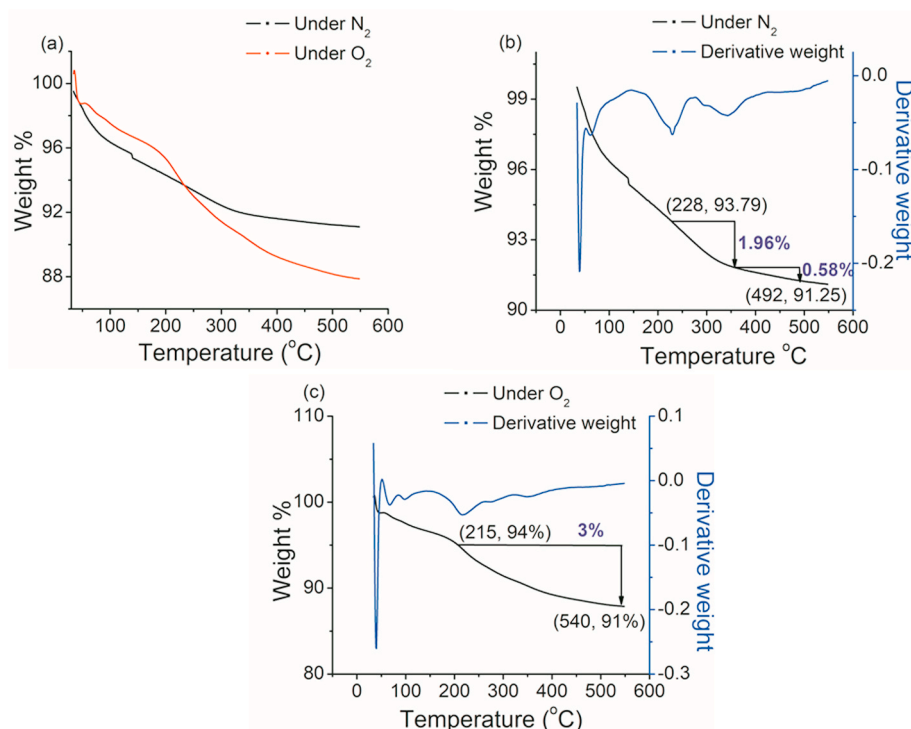 (a)
Under N₂
Under O₂
100
96
92
88
Weight %
100 200 300 400 500 600
Temperature (°C)
(b)
Under N₂
Derivative weight
99
96
93
90
Weight %
0.0
-0.1
-0.2
Derivative weight
(228, 93.79)
1.96%
0.58%
(492, 91.25)
0 100 200 300 400 500 600
Temperature °C
(c)
Under O₂
Derivative weight
110
100
90
80
Weight %
0.1
0.0
-0.1
-0.2
-0.3
Derivative weight
(215, 94%)
3%
(540, 91%)
0 100 200 300 400 500 600
Temperature (°C)